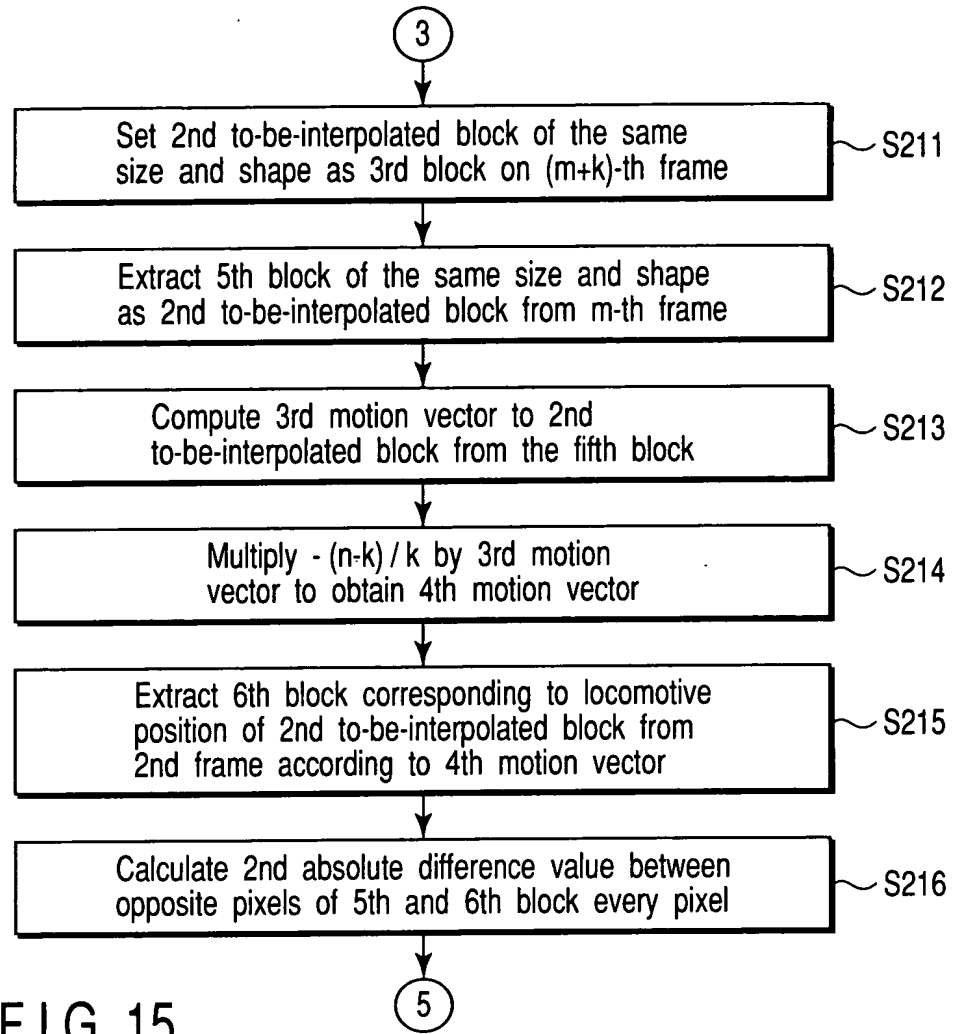 3
Set 2nd to-be-interpolated block of the same
size and shape as 3rd block on (m+k)-th frame
S211
Extract 5th block of the same size and shape
as 2nd to-be-interpolated block from m-th frame
S212
Compute 3rd motion vector to 2nd
to-be-interpolated block from the fifth block
S213
Multiply - (n-k) / k by 3rd motion
vector to obtain 4th motion vector
S214
Extract 6th block corresponding to locomotive
position of 2nd to-be-interpolated block from
2nd frame according to 4th motion vector
S215
Calculate 2nd absolute difference value between
opposite pixels of 5th and 6th block every pixel
S216
5
FIG. 15